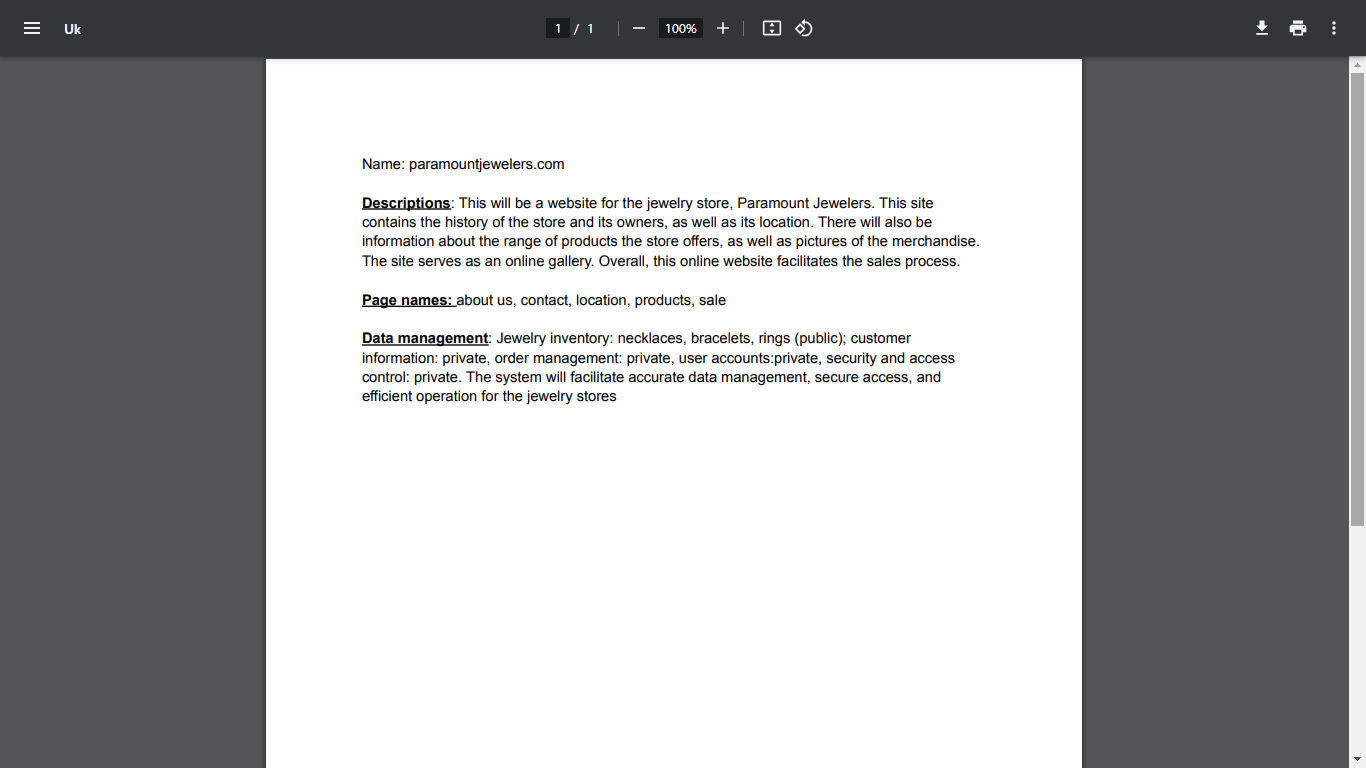 Uk
1 / 1
100%
Name: paramountjewelers.com
Descriptions: This will be a website for the jewelry store, Paramount Jewelers. This site
contains the history of the store and its owners, as well as its location. There will also be
information about the range of products the store offers, as well as pictures of the merchandise.
The site serves as an online gallery. Overall, this online website facilitates the sales process.
Page names: about us, contact, location, products, sale
Data management: Jewelry inventory: necklaces, bracelets, rings (public); customer
information: private, order management: private, user accounts:private, security and access
control: private. The system will facilitate accurate data management, secure access, and
efficient operation for the jewelry stores